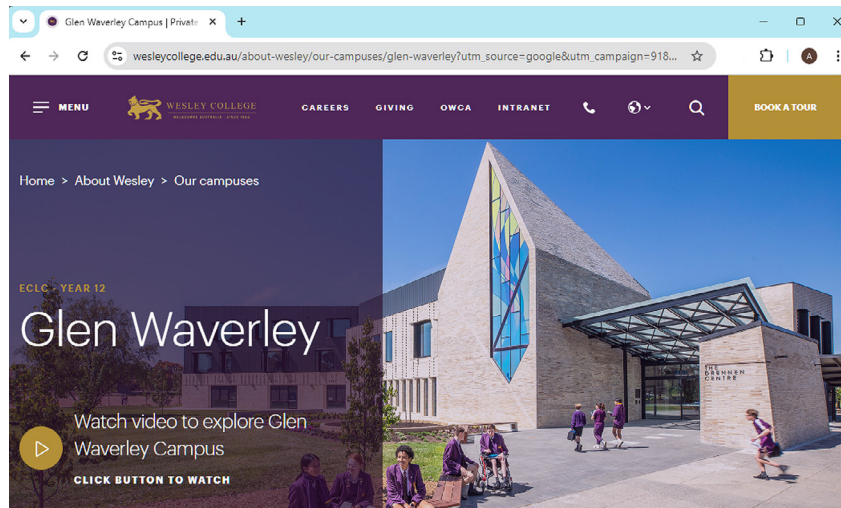 Glen Waverley Campus | Private
wesleycollege.edu.au/about-wesley/our-campuses/glen-waverley?utm_source=google&utm_campaign=918...
A
MENU
WESLEY COLLEGE
MELBOURNE AUSTRALIA
CAREERS
GIVING
OWCA
INTRANET
BOOK A TOUR
Home > About Wesley > Our campuses
ECLC - YEAR 12
Glen Waverley
Watch video to explore Glen
Waverley Campus
CLICK BUTTON TO WATCH
THE
DRENNEN
CENTRE